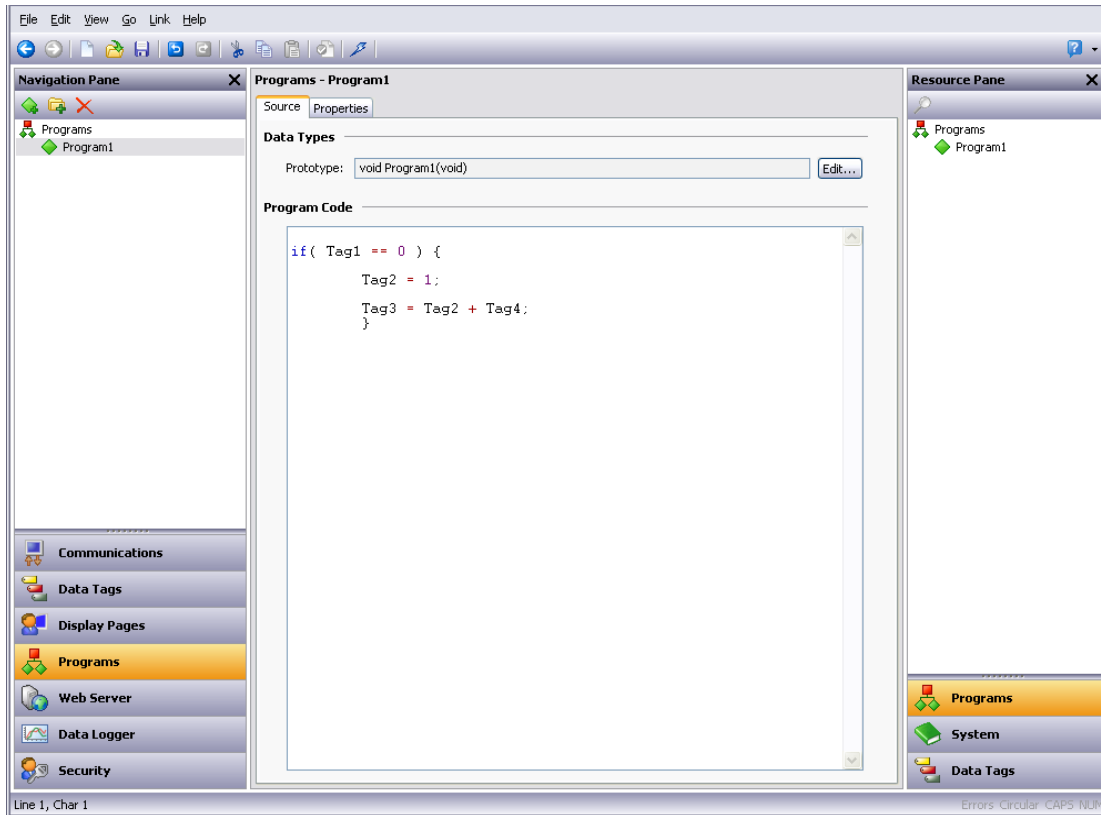 File Edit View Go Link Help
Navigation Pane
Programs
Program1
Communications
Data Tags
Display Pages
Programs
Web Server
Data Logger
Security
Programs - Program1
Source Properties
Data Types
Prototype: void Program1(void) Edit...
Program Code
if( Tag1 == 0 ) {
Tag2 = 1;
Tag3 = Tag2 + Tag4;
}
Resource Pane
Programs
Program1
Programs
System
Data Tags
Line 1, Char 1
Errors Circular CAPS NUM